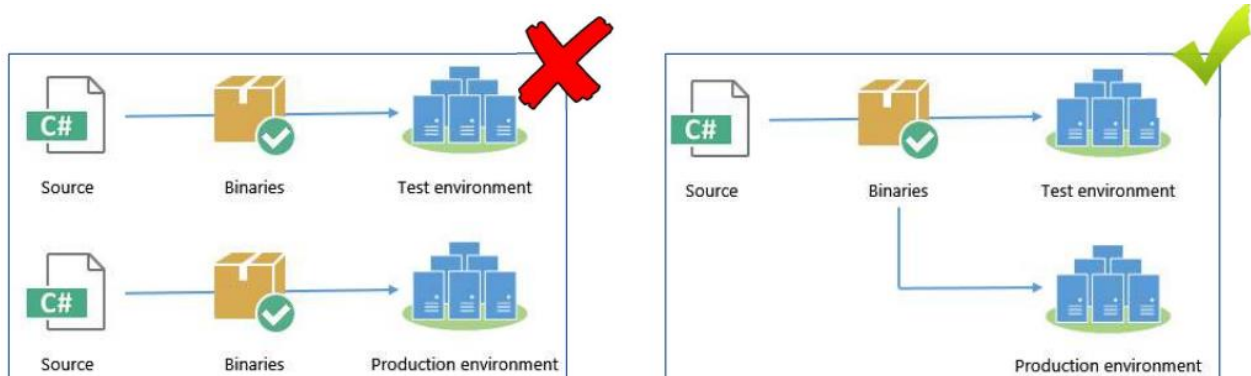 C#
Source
Binaries
Test environment
C#
Source
Binaries
Production environment
C#
Source
Binaries
Test environment
Production environment